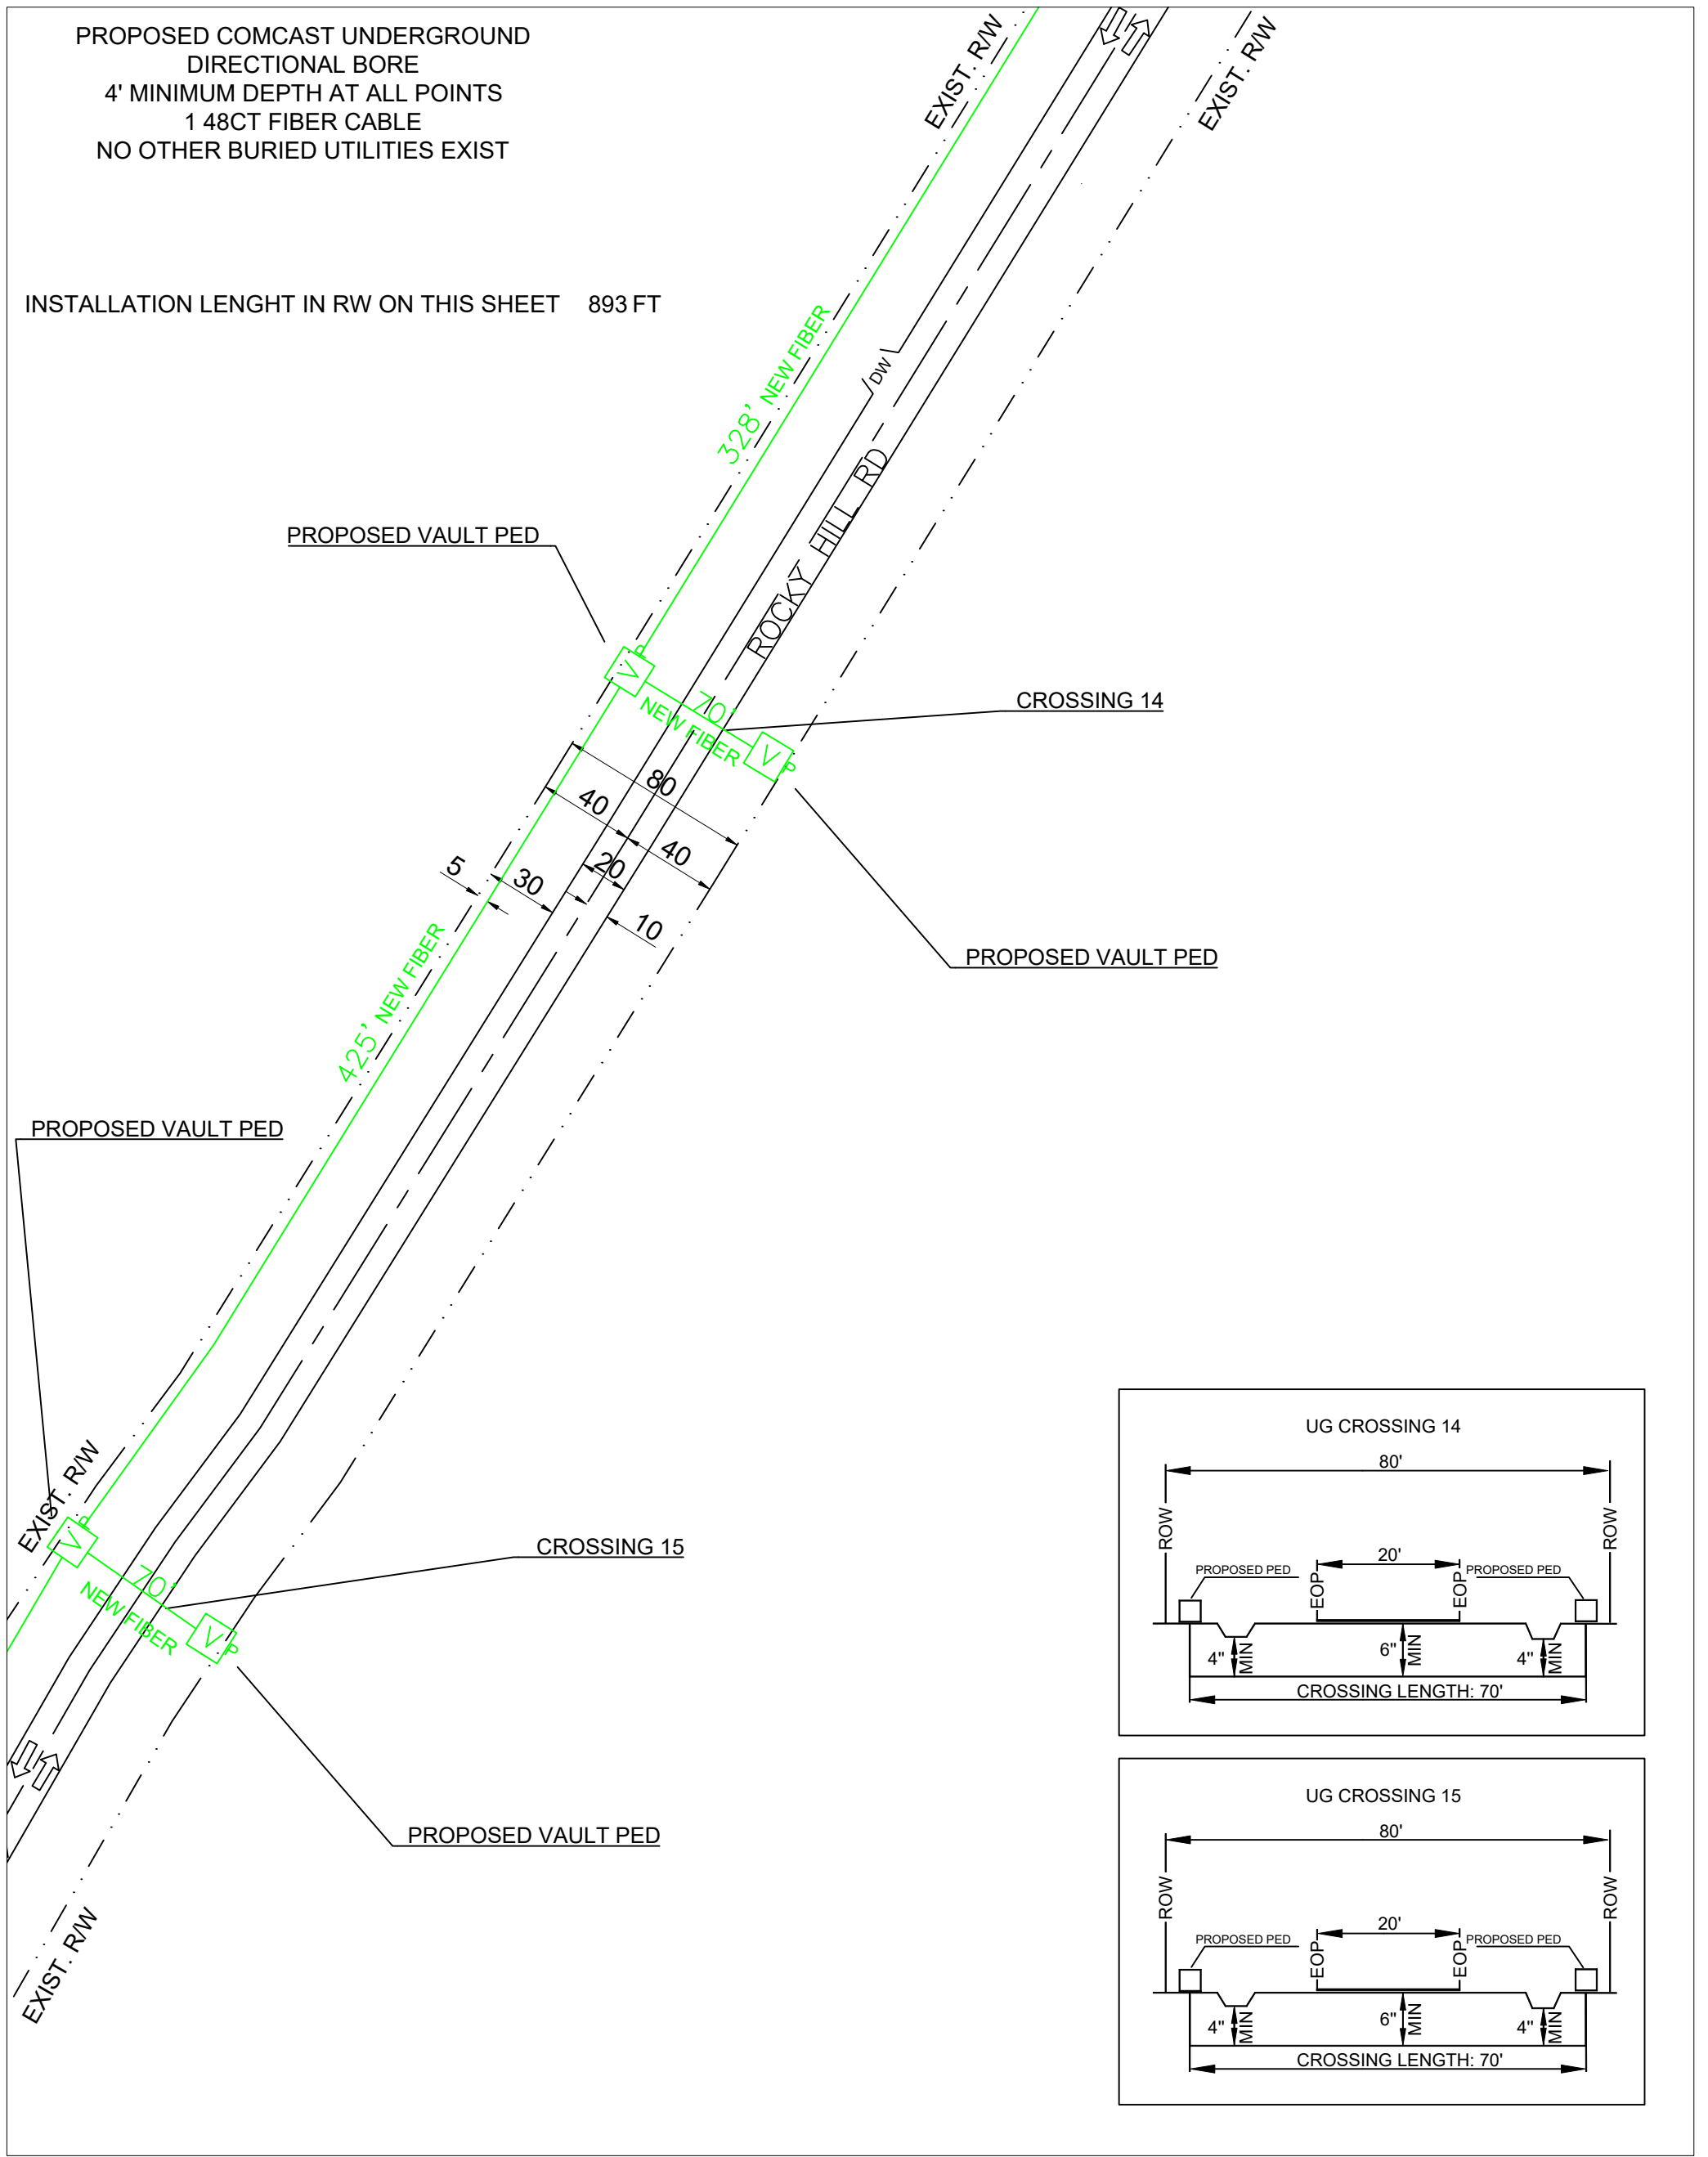 PROPOSED COMCAST UNDERGROUND
DIRECTIONAL BORE
4' MINIMUM DEPTH AT ALL POINTS
1 48CT FIBER CABLE
NO OTHER BURIED UTILITIES EXIST
EXIST. R/W
EXIST. R/W
INSTALLATION LENGHT IN RW ON THIS SHEET 893 FT
328' NEW FIBER
DW
ROCKY HILL RD
PROPOSED VAULT PED
V P
70'
NEW FIBER
V P
CROSSING 14
80
40
40
20
5
30
10
PROPOSED VAULT PED
425' NEW FIBER
PROPOSED VAULT PED
EXIST. R/W
V P
70'
NEW FIBER
V P
CROSSING 15
PROPOSED VAULT PED
EXIST. R/W
UG CROSSING 14
80'
ROW
ROW
20'
PROPOSED PED
EOP
EOP
PROPOSED PED
4" MIN
6" MIN
4" MIN
CROSSING LENGTH: 70'
UG CROSSING 15
80'
ROW
ROW
20'
PROPOSED PED
EOP
EOP
PROPOSED PED
4" MIN
6" MIN
4" MIN
CROSSING LENGTH: 70'